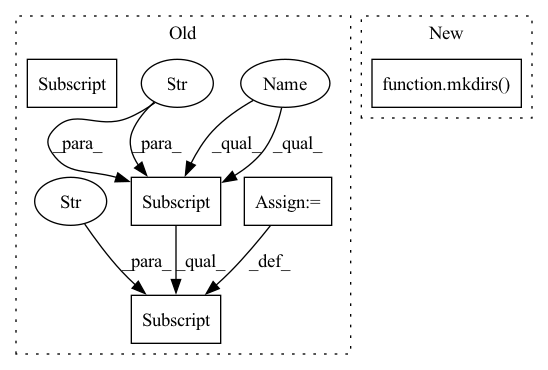 Old
New
Subscript
Str
Name
function.mkdirs()
_para_
_para_
_qual_
_qual_
Str
Subscript
Assign:=
_para_
_qual_
_def_
Subscript